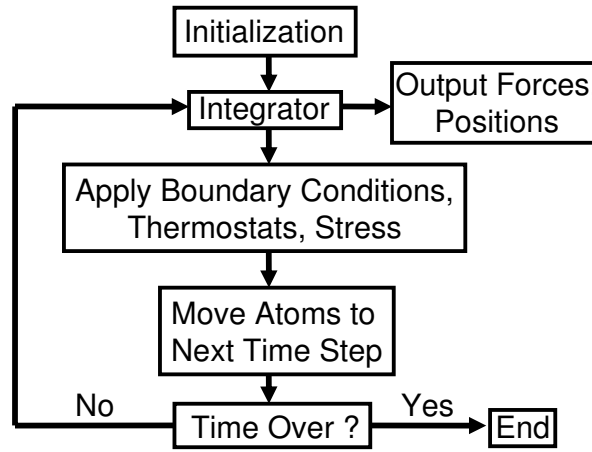 Initialization
Integrator
Output Forces
Positions
Apply Boundary Conditions,
Thermostats, Stress
Move Atoms to
Next Time Step
No
Time Over ?
Yes
End